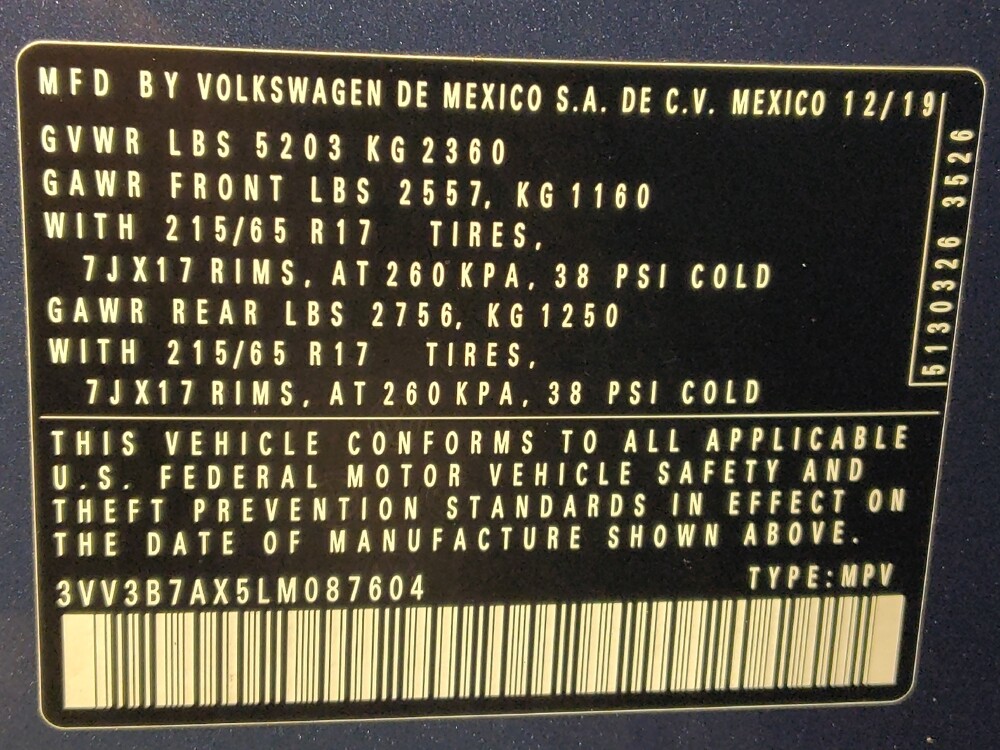 MFD BY VOLKSWAGEN DE MEXICO S.A. DE C.V. MEXICO 12/19
GVWR LBS 5203 KG 2360
GAWR FRONT LBS 2557, KG 1160
WITH 215/65 R17 TIRES,
7J X17 RIMS, AT 260 KPA, 38 PSI COLD
GAWR REAR LBS 2756, KG 1250
WITH 215/65 R17 TIRES,
7J X17 RIMS, AT 260 KPA, 38 PSI COLD
5130326 3526
THIS VEHICLE CONFORMS TO ALL APPLICABLE
U.S. FEDERAL MOTOR VEHICLE SAFETY AND
THEFT PREVENTION STANDARDS IN EFFECT ON
THE DATE OF MANUFACTURE SHOWN ABOVE.
3VV3B7AX5LM087604
TYPE:MPV